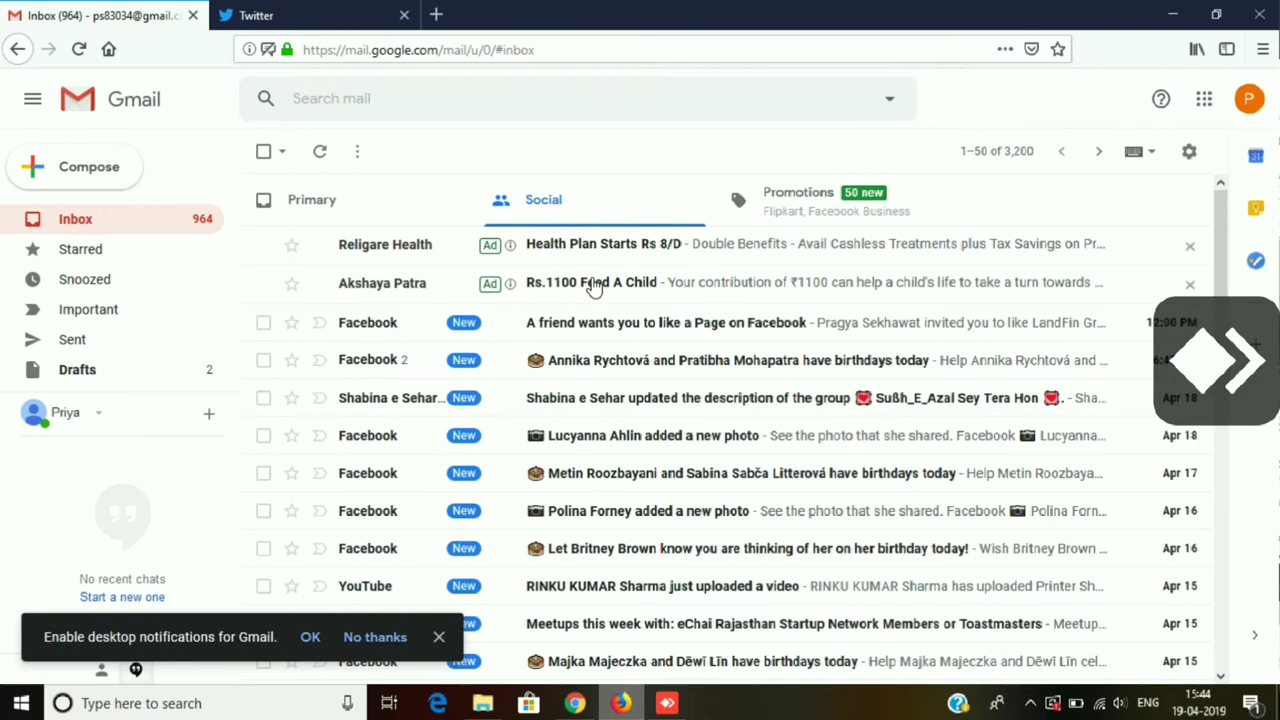 Inbox (964) - ps83034@gmail.c
Twitter
https://mail.google.com/mail/u/0/#inbox
Gmail
Search mail
P
Compose
1–50 of 3,200
Primary
Social
Promotions 50 new
Flipkart, Facebook Business
Inbox 964
Starred
Snoozed
Important
Sent
Drafts 2
Priya
No recent chats
Start a new one
Religare Health Ad Health Plan Starts Rs 8/D - Double Benefits - Avail Cashless Treatments plus Tax Savings on Pr...
Akshaya Patra Ad Rs.1100 Feed A Child - Your contribution of ₹1100 can help a child's life to take a turn towards ...
Facebook New A friend wants you to like a Page on Facebook - Pragya Sekhawat invited you to like LandFin Gr... 12:00 PM
Facebook 2 New Annika Rychtová and Pratibha Mohapatra have birthdays today - Help Annika Rychtová and ...
Shabina e Sehar... New Shabina e Sehar updated the description of the group 💓 Sußh_E_Azal Sey Tera Hon 💓. - Sha... Apr 18
Facebook New Lucyanna Ahlin added a new photo - See the photo that she shared. Facebook 📷 Lucyanna... Apr 18
Facebook New Metin Roozbayani and Sabina Sabča Litterová have birthdays today - Help Metin Roozbaya... Apr 17
Facebook New Polina Forney added a new photo - See the photo that she shared. Facebook 📷 Polina Forn... Apr 16
Facebook New Let Britney Brown know you are thinking of her on her birthday today! - Wish Britney Brown ... Apr 16
YouTube New RINKU KUMAR Sharma just uploaded a video - RINKU KUMAR Sharma has uploaded Printer Sh... Apr 15
Meetups this week with: eChai Rajasthan Startup Network Members or Toastmasters - Meetup... Apr 15
Facebook Majka Majeczka and Dēwī Līn have birthdays today - Help Majka Majeczka and Dēwī Līn cel... Apr 15
Enable desktop notifications for Gmail. OK No thanks
Type here to search
ENG
15:44
19-04-2019